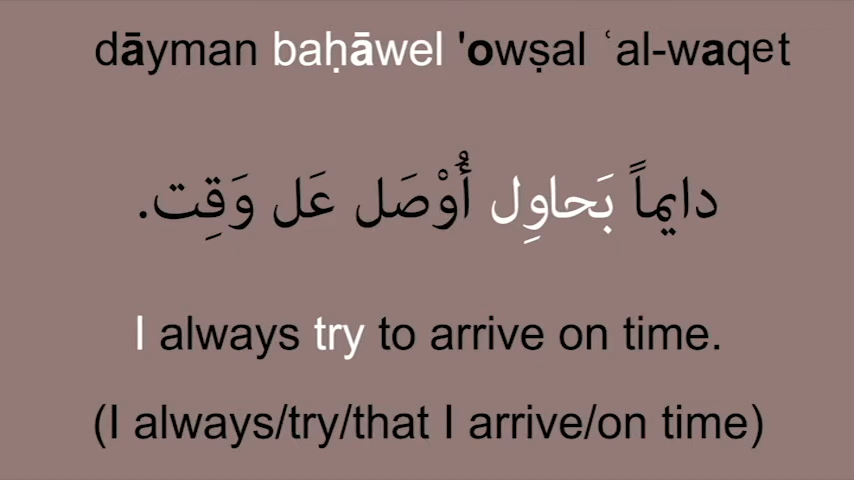 dāyman baḥāwel 'owṣal ʿal-waqet
دايماً بَحاوِل أُوْصَل عَل وَقِت.
I always try to arrive on time.
(I always/try/that I arrive/on time)